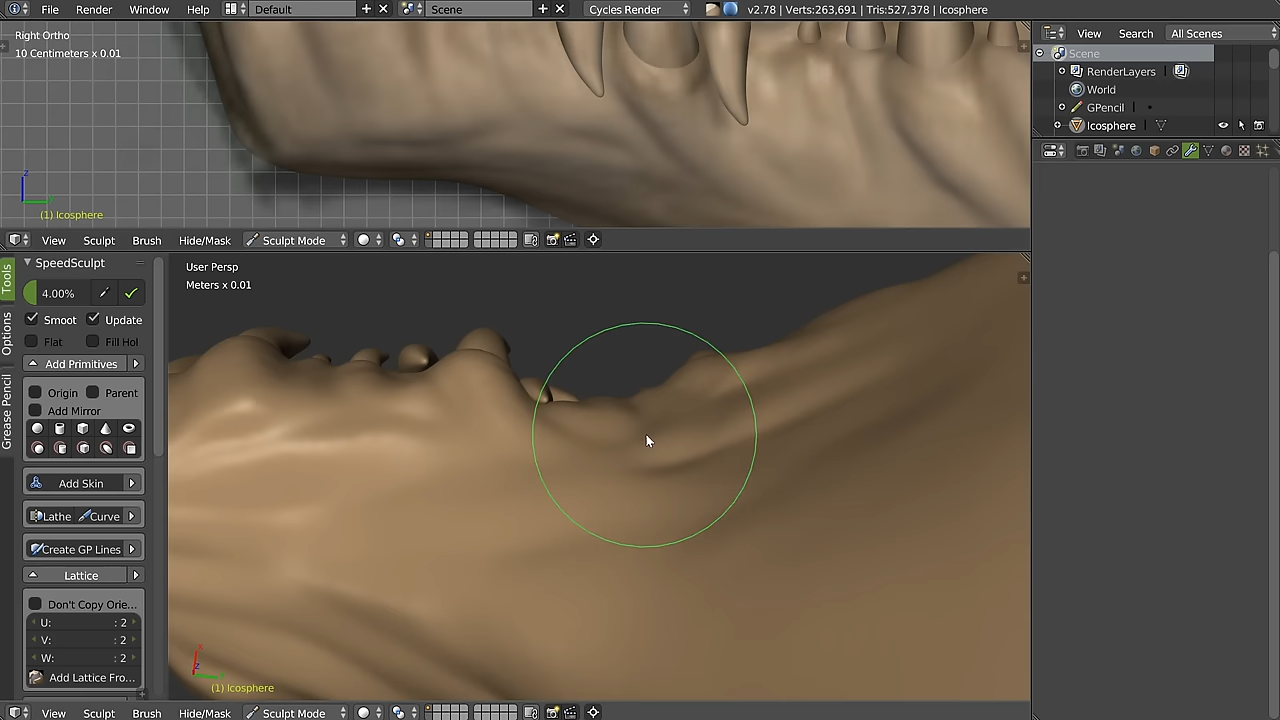 File Render Window Help Default Scene Cycles Render v2.78 | Verts:263,691 | Tris:527,378 | Icosphere
Right Ortho
10 Centimeters x 0.01
(1) Icosphere
View Sculpt Brush Hide/Mask Sculpt Mode
View Search All Scenes
Scene
RenderLayers
World
GPencil
Icosphere
Tools
Options
Grease Pencil
SpeedSculpt
4.00%
Smoot Update
Flat Fill Hol
Add Primitives
Origin Parent
Add Mirror
Add Skin
Lathe Curve
Create GP Lines
Lattice
Don't Copy Orie...
U: : 2
V: : 2
W: : 2
Add Lattice Fro...
User Persp
Meters x 0.01
(1) Icosphere
View Sculpt Brush Hide/Mask Sculpt Mode